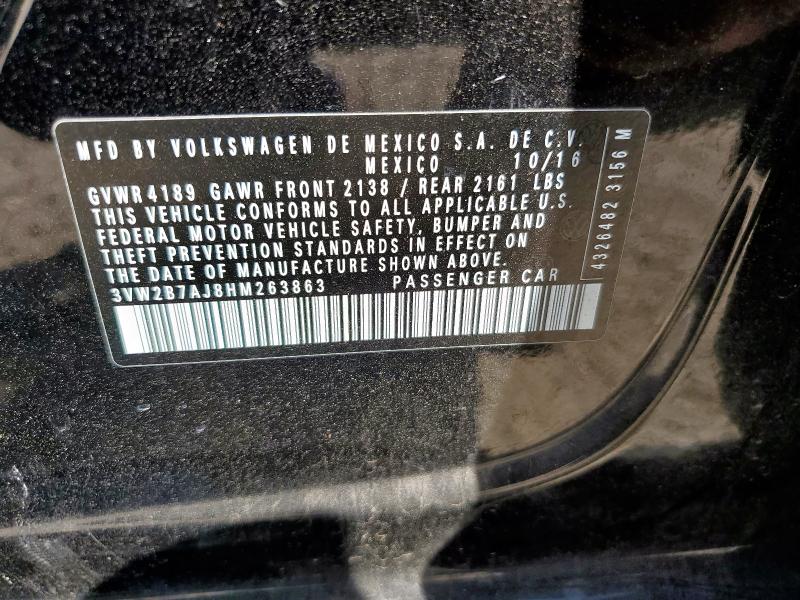 MFD BY VOLKSWAGEN DE MEXICO S.A. DE C.V.
MEXICO 10/16
GVWR 4189 GAWR FRONT 2138 / REAR 2161 LBS
THIS VEHICLE CONFORMS TO ALL APPLICABLE U.S.
FEDERAL MOTOR VEHICLE SAFETY, BUMPER AND
THEFT PREVENTION STANDARDS IN EFFECT ON
THE DATE OF MANUFACTURE SHOWN ABOVE.
3VW2B7AJ8HM263863 PASSENGER CAR
4326482 3156 M